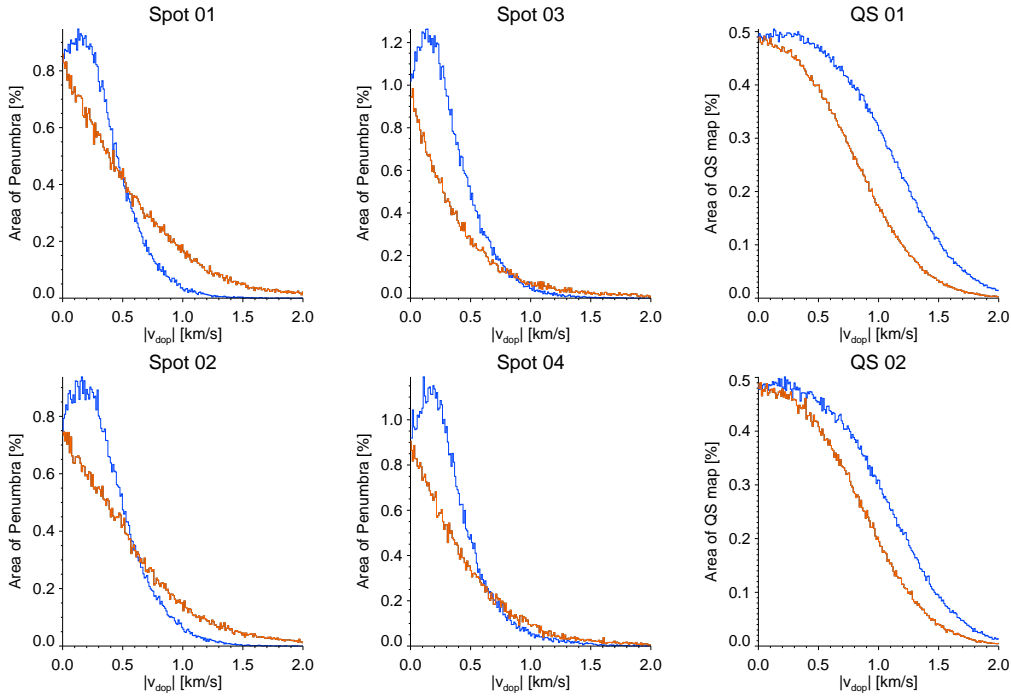 Spot 01
Area of Penumbra [%]
0.8
0.6
0.4
0.2
0.0
0.0 0.5 1.0 1.5 2.0
|v_dop| [km/s]
Spot 03
Area of Penumbra [%]
1.2
1.0
0.8
0.6
0.4
0.2
0.0
0.0 0.5 1.0 1.5 2.0
|v_dop| [km/s]
QS 01
Area of QS map [%]
0.5
0.4
0.3
0.2
0.1
0.0
0.0 0.5 1.0 1.5 2.0
|v_dop| [km/s]
Spot 02
Area of Penumbra [%]
0.8
0.6
0.4
0.2
0.0
0.0 0.5 1.0 1.5 2.0
|v_dop| [km/s]
Spot 04
Area of Penumbra [%]
1.0
0.8
0.6
0.4
0.2
0.0
0.0 0.5 1.0 1.5 2.0
|v_dop| [km/s]
QS 02
Area of QS map [%]
0.5
0.4
0.3
0.2
0.1
0.0
0.0 0.5 1.0 1.5 2.0
|v_dop| [km/s]